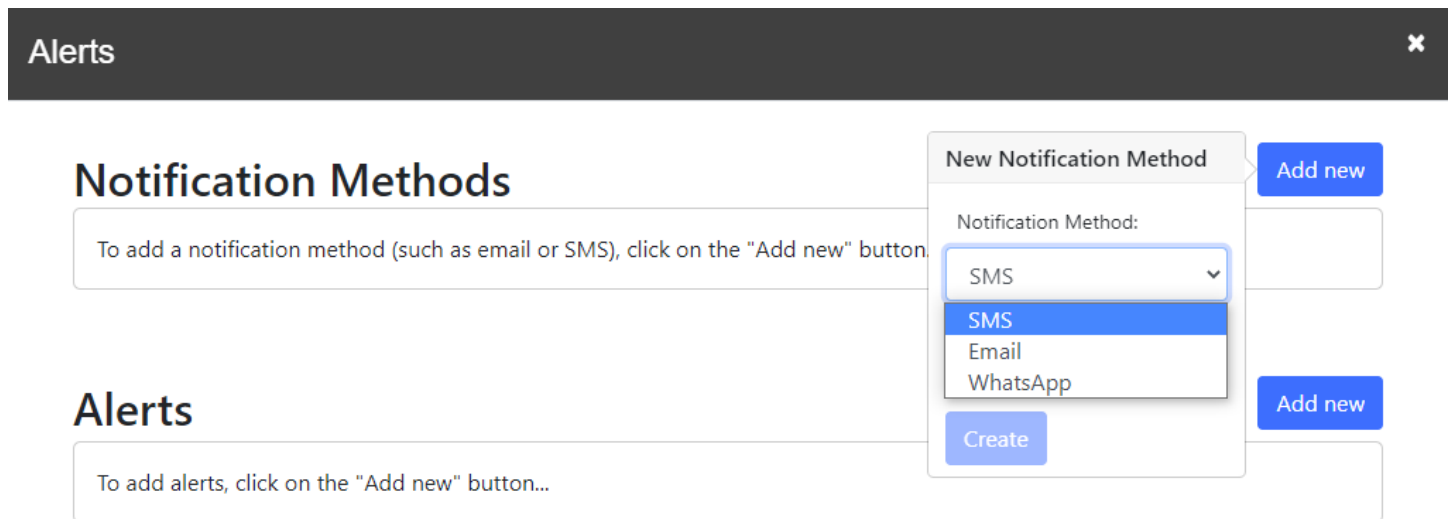 Alerts
Notification Methods
Add new
To add a notification method (such as email or SMS), click on the "Add new" button.
New Notification Method
Notification Method:
SMS
SMS
Email
WhatsApp
Create
Alerts
Add new
To add alerts, click on the "Add new" button...